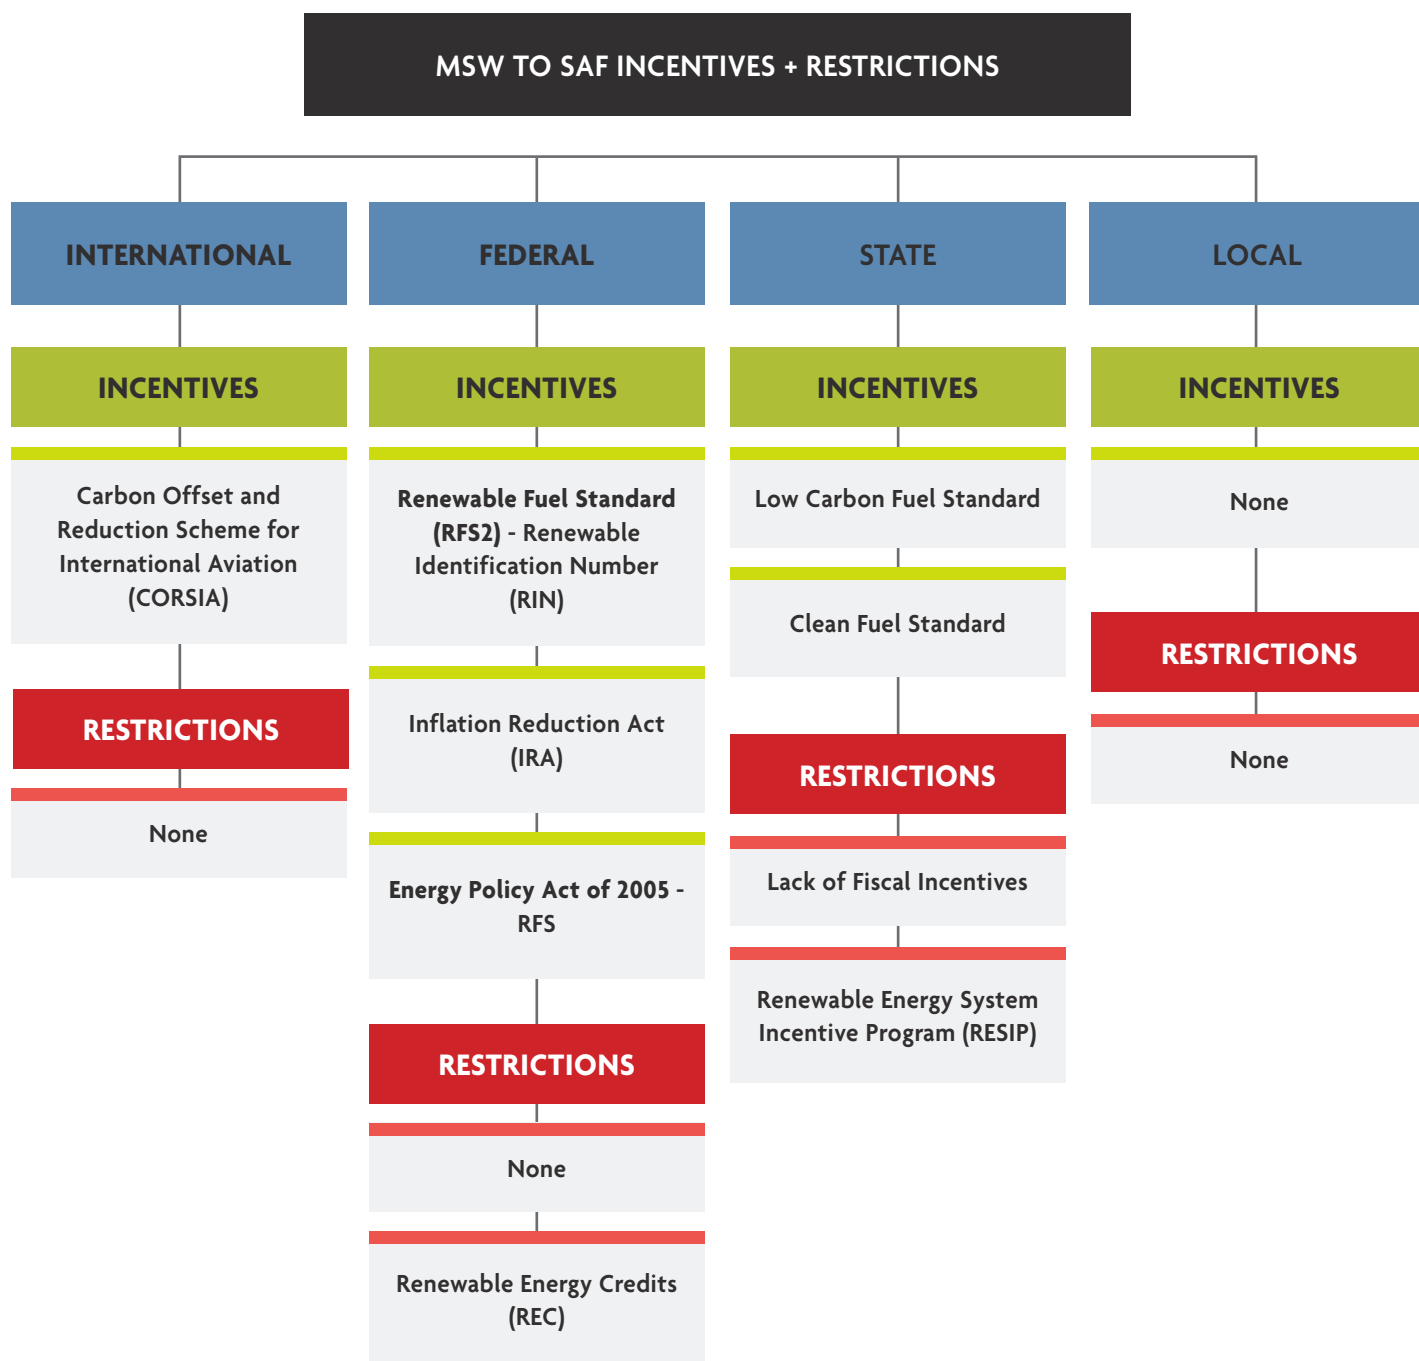 MSW TO SAF INCENTIVES + RESTRICTIONS
INTERNATIONAL
INCENTIVES
Carbon Offset and
Reduction Scheme for
International Aviation
(CORSIA)
RESTRICTIONS
None
FEDERAL
INCENTIVES
Renewable Fuel Standard
(RFS2) - Renewable
Identification Number
(RIN)
Inflation Reduction Act
(IRA)
Energy Policy Act of 2005 -
RFS
RESTRICTIONS
None
Renewable Energy Credits
(REC)
STATE
INCENTIVES
Low Carbon Fuel Standard
Clean Fuel Standard
RESTRICTIONS
Lack of Fiscal Incentives
Renewable Energy System
Incentive Program (RESIP)
LOCAL
INCENTIVES
None
RESTRICTIONS
None